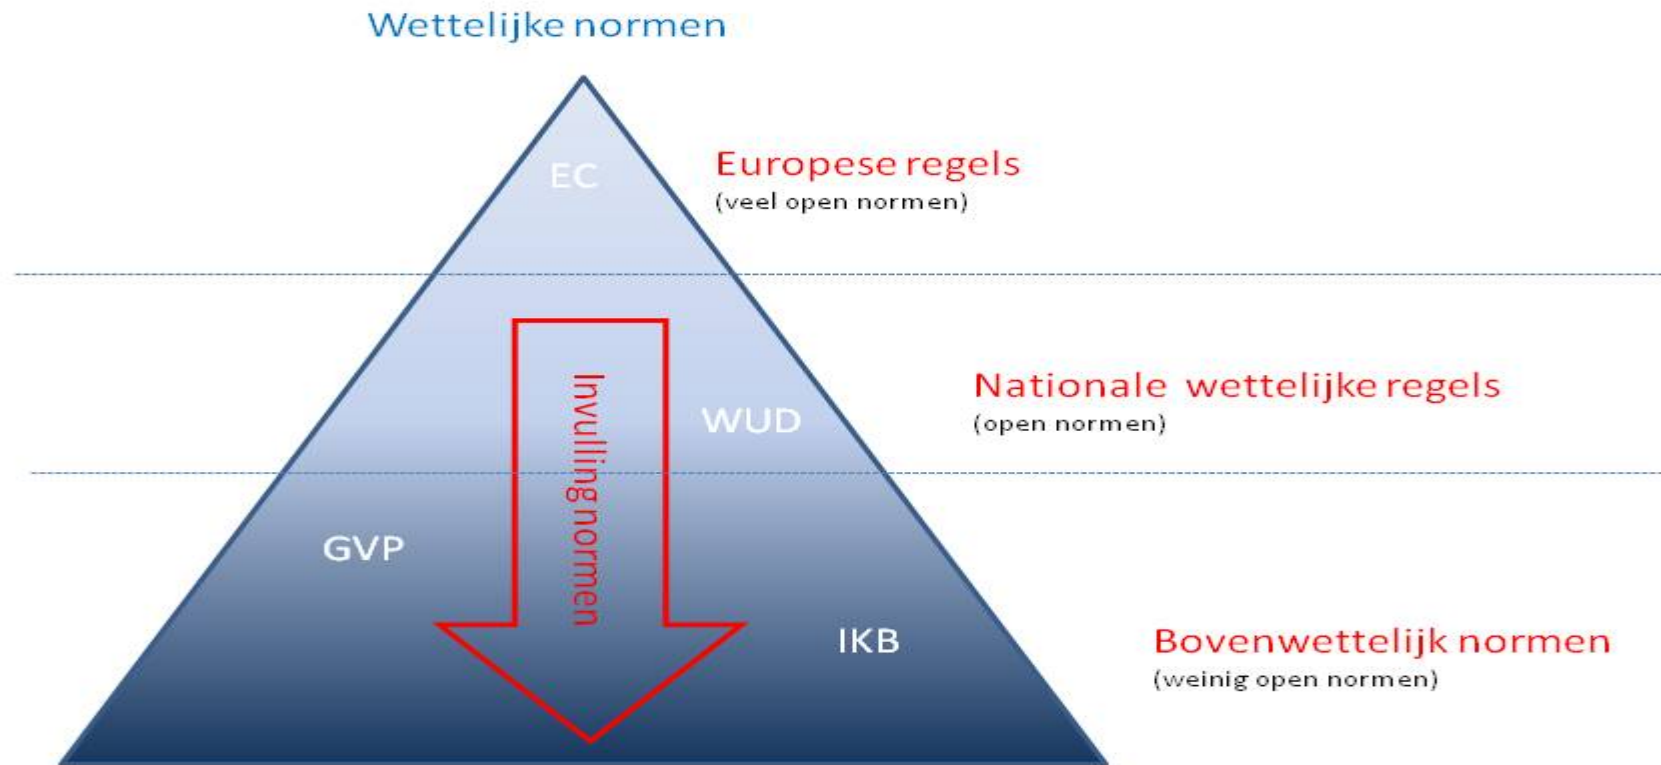 Wettelijke normen
EC
Europese regels
(veel open normen)
Invulling normen
WUD
Nationale wettelijke regels
(open normen)
GVP
IKB
Bovenwettelijk normen
(weinig open normen)